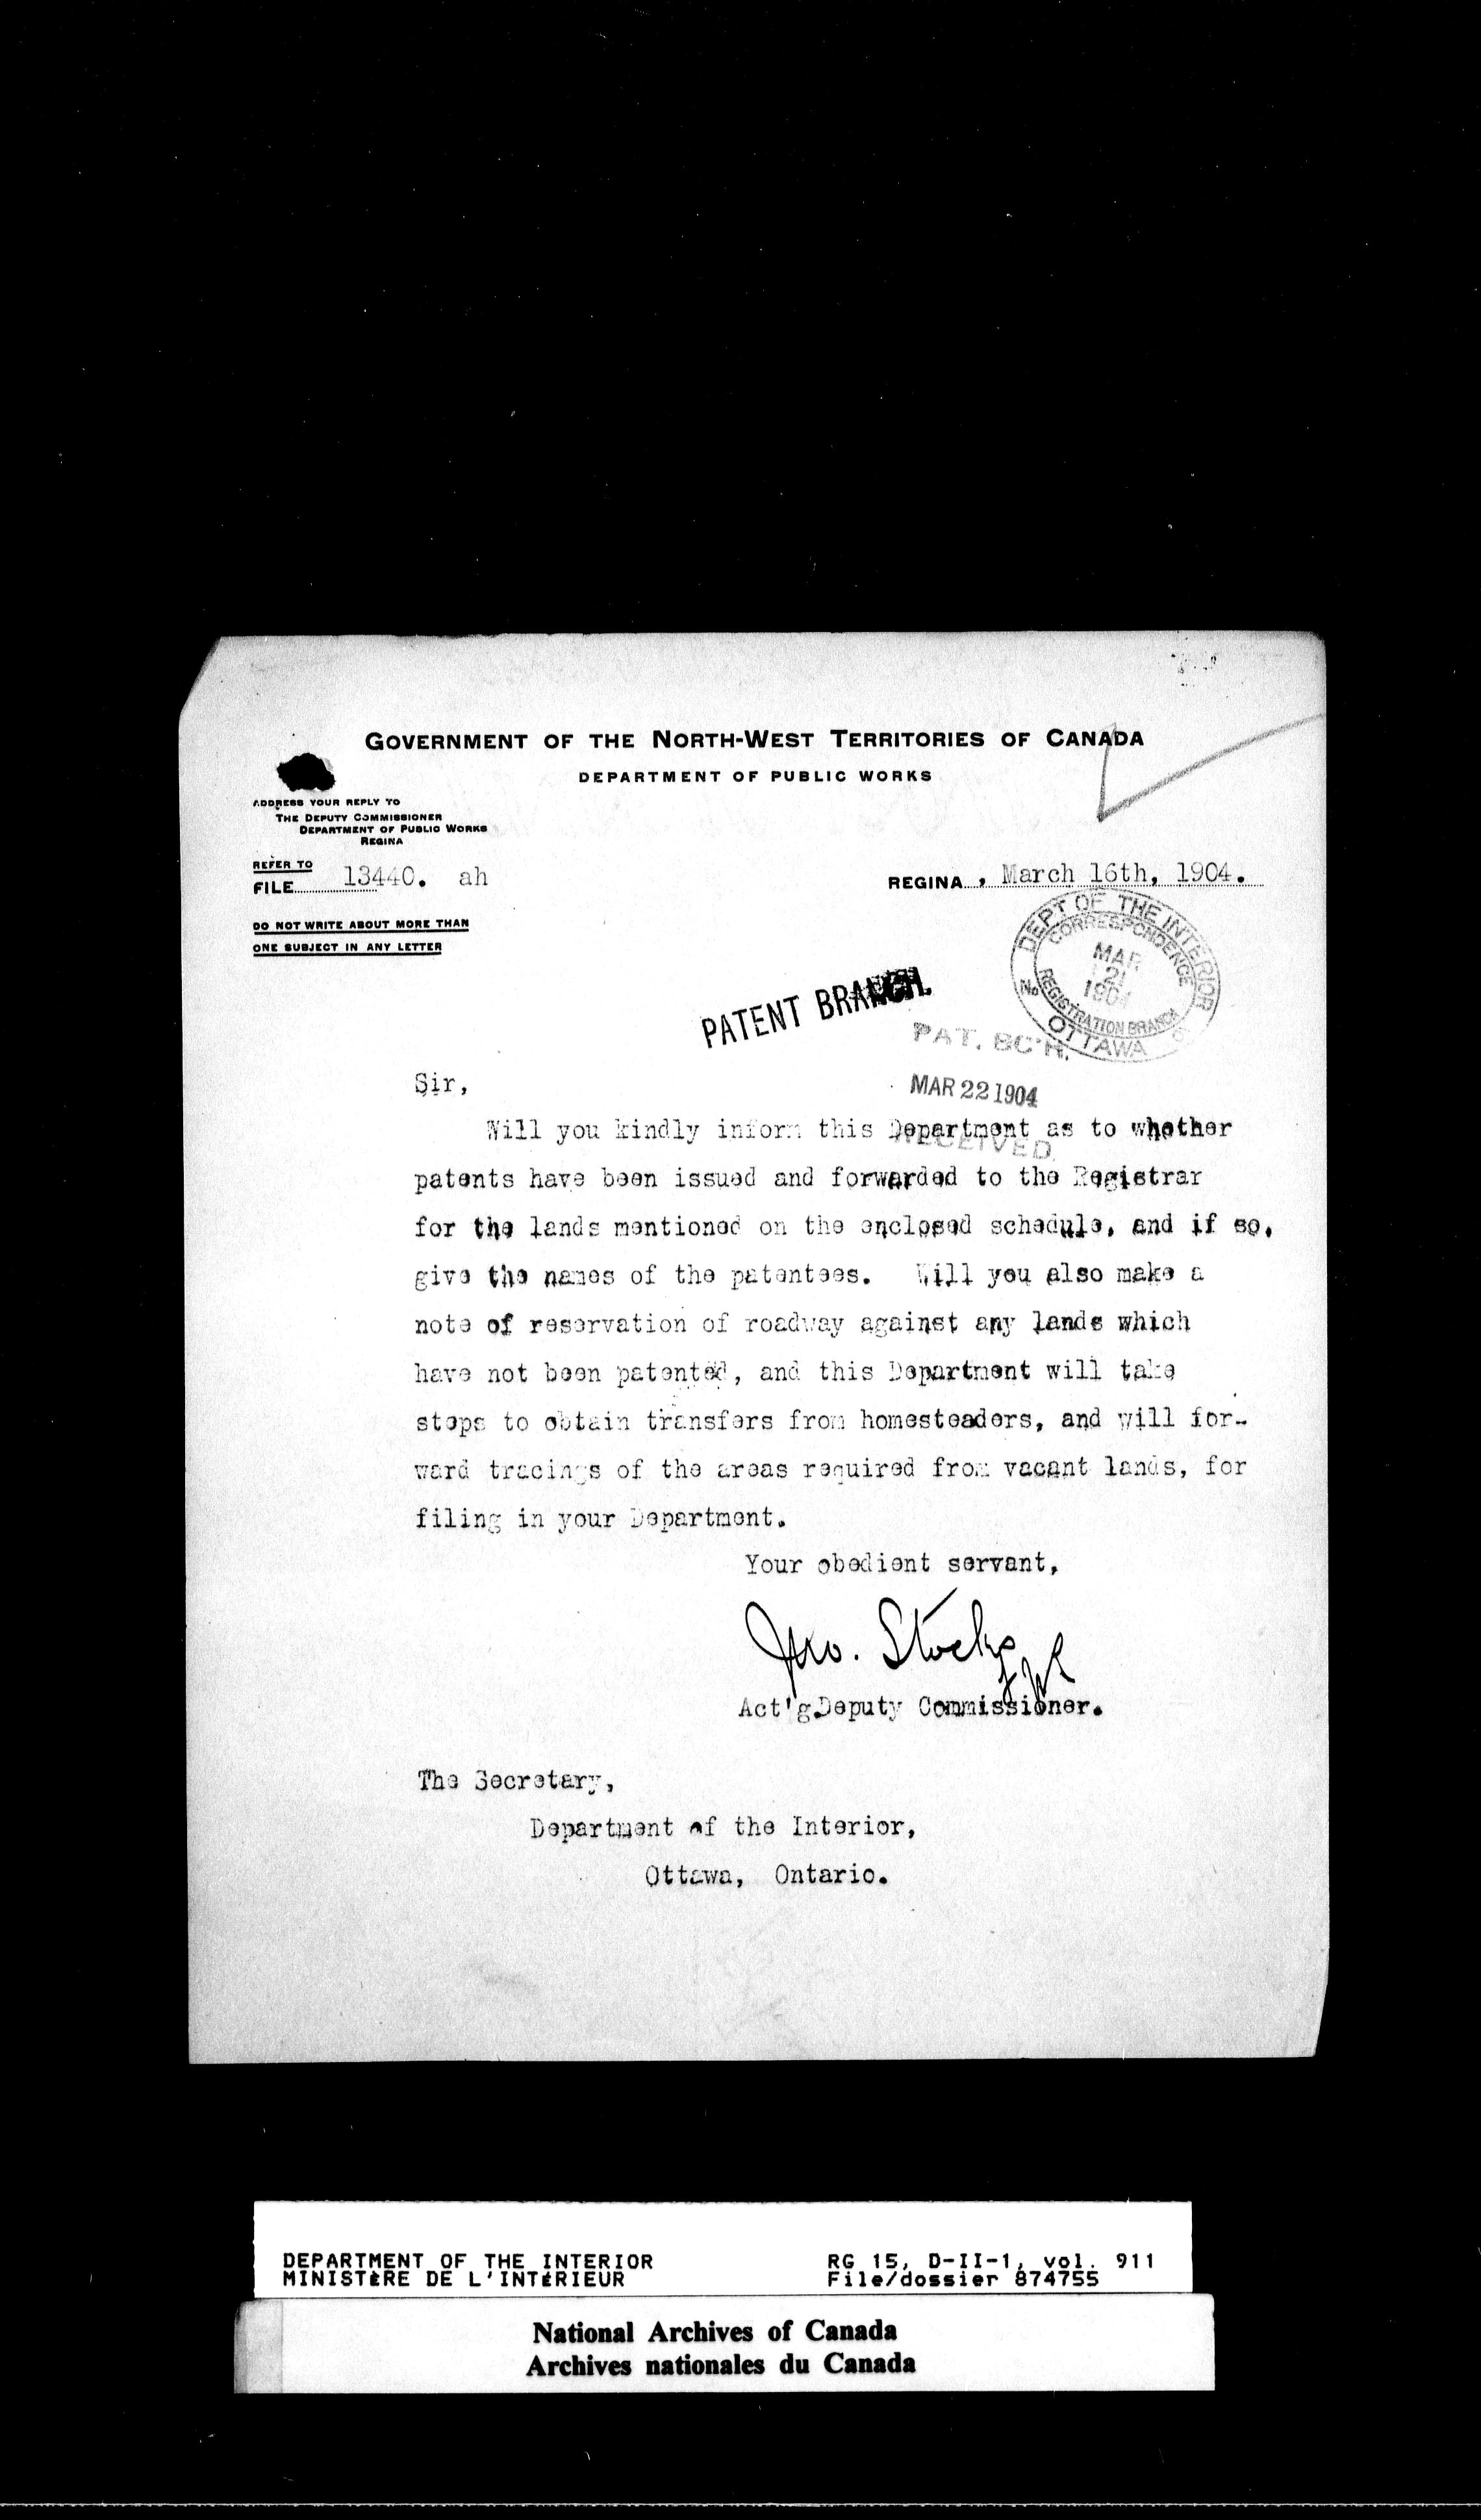 GOVERNMENT OF THE NORTH-WEST TERRITORIES OF CANADA
DEPARTMENT OF PUBLIC WORKS
ADDRESS YOUR REPLY TO
THE DEPUTY COMMISSIONER
DEPARTMENT OF PUBLIC WORKS
REGINA
REFER TO
FILE 13440. ah
REGINA, March 16th, 1904.
DO NOT WRITE ABOUT MORE THAN
ONE SUBJECT IN ANY LETTER
DEPT OF THE INTERIOR
CORRESPONDENCE
MAR
21
1904
No
REGISTRATION BRANCH
OTTAWA
PATENT BRANCH.
PAT. BC'H.
MAR 22 1904
RECEIVED
Sir,
Will you kindly inform this Department as to whether
patents have been issued and forwarded to the Registrar
for the lands mentioned on the enclosed schedule, and if so,
give the names of the patentees. Will you also make a
note of reservation of roadway against any lands which
have not been patented, and this Department will take
steps to obtain transfers from homesteaders, and will for-
ward tracings of the areas required from vacant lands, for
filing in your Department.
Your obedient servant,
Jno. Stocks
Act'g.Deputy Commissioner.
The Secretary,
Department of the Interior,
Ottawa, Ontario.
DEPARTMENT OF THE INTERIOR
MINISTÈRE DE L'INTÉRIEUR
RG 15, D-II-1, vol. 911
File/dossier 874755
National Archives of Canada
Archives nationales du Canada